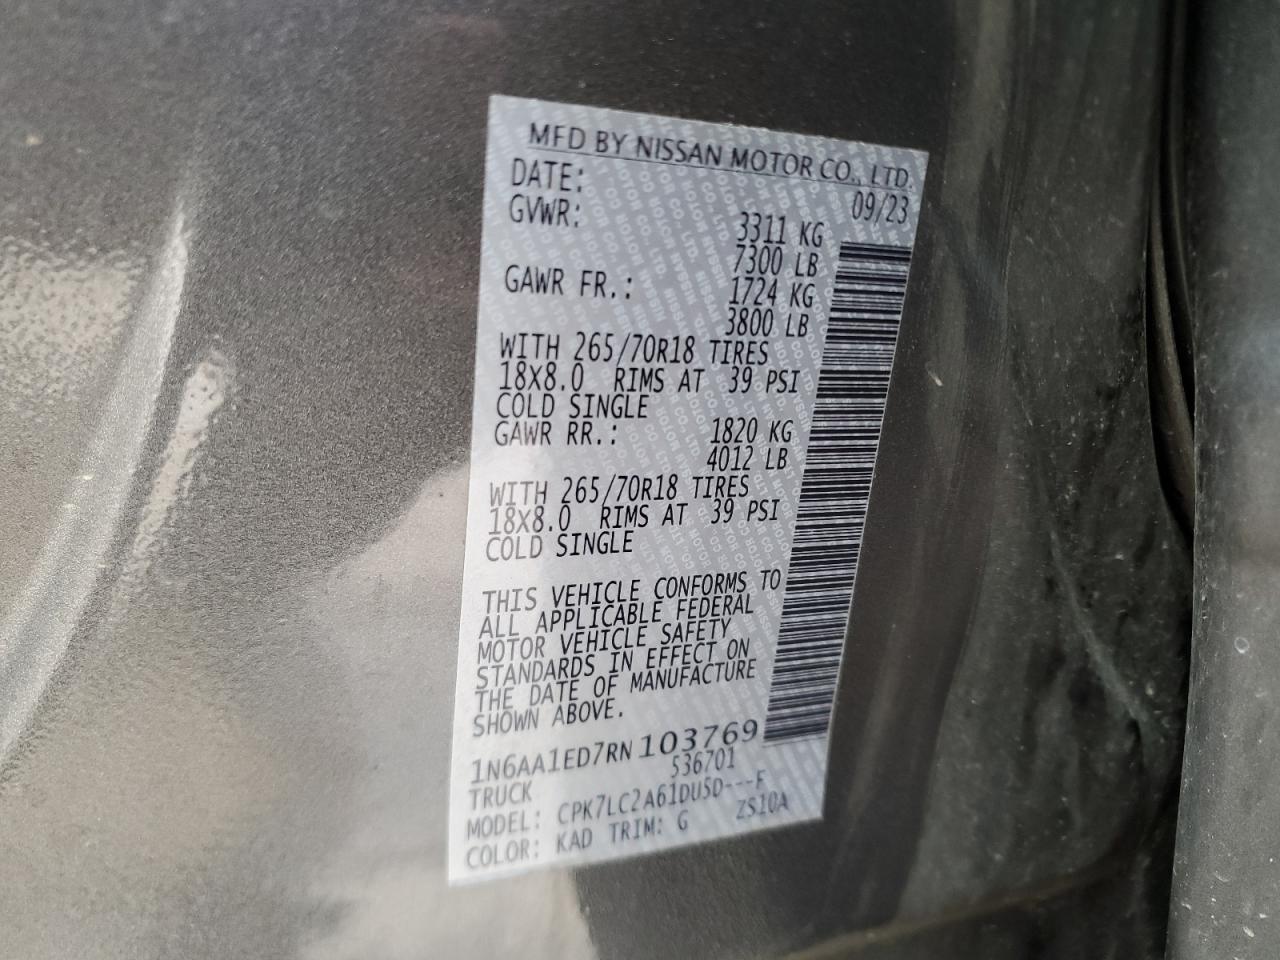 MFD BY NISSAN MOTOR CO., LTD.
DATE: 09/23
GVWR: 3311 KG
7300 LB
GAWR FR.: 1724 KG
3800 LB
WITH 265/70R18 TIRES
18X8.0 RIMS AT 39 PSI
COLD SINGLE
GAWR RR.: 1820 KG
4012 LB
WITH 265/70R18 TIRES
18X8.0 RIMS AT 39 PSI
COLD SINGLE
THIS VEHICLE CONFORMS TO
ALL APPLICABLE FEDERAL
MOTOR VEHICLE SAFETY
STANDARDS IN EFFECT ON
THE DATE OF MANUFACTURE
SHOWN ABOVE.
1N6AA1ED7RN103769
TRUCK 536701
MODEL: CPK7LC2A61DU5D---F
COLOR: KAD TRIM: G ZS10A